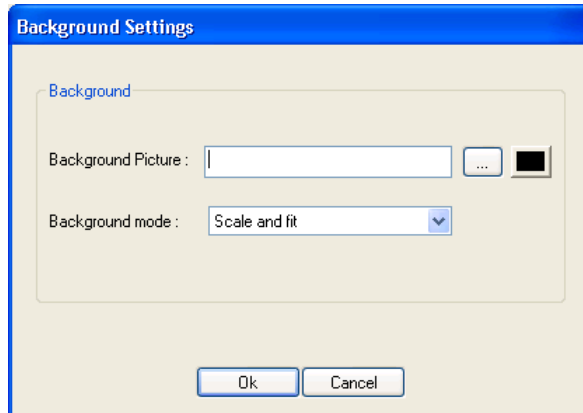 Background Settings
Background
Background Picture :
...
Background mode :
Scale and fit
Ok
Cancel